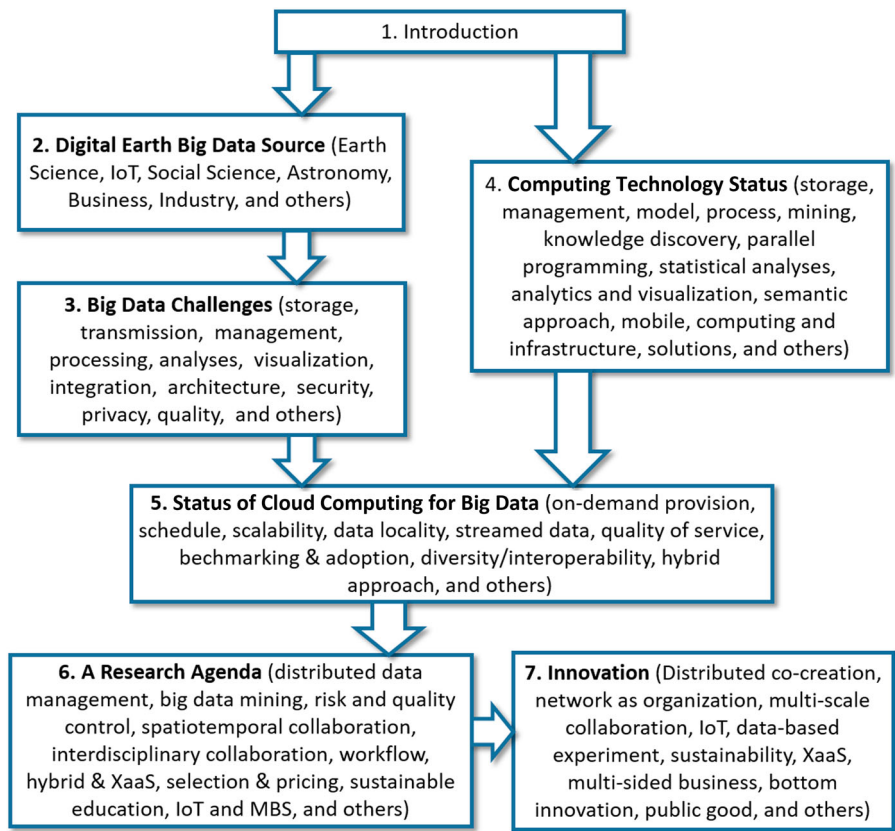 1. Introduction
2. Digital Earth Big Data Source (Earth
Science, IoT, Social Science, Astronomy,
Business, Industry, and others)
3. Big Data Challenges (storage,
transmission, management,
processing, analyses, visualization,
integration, architecture, security,
privacy, quality, and others)
4. Computing Technology Status (storage,
management, model, process, mining,
knowledge discovery, parallel
programming, statistical analyses,
analytics and visualization, semantic
approach, mobile, computing and
infrastructure, solutions, and others)
5. Status of Cloud Computing for Big Data (on-demand provision,
schedule, scalability, data locality, streamed data, quality of service,
bechmarking & adoption, diversity/interoperability, hybrid
approach, and others)
6. A Research Agenda (distributed data
management, big data mining, risk and quality
control, spatiotemporal collaboration,
interdisciplinary collaboration, workflow,
hybrid & XaaS, selection & pricing, sustainable
education, IoT and MBS, and others)
7. Innovation (Distributed co-creation,
network as organization, multi-scale
collaboration, IoT, data-based
experiment, sustainability, XaaS,
multi-sided business, bottom
innovation, public good, and others)